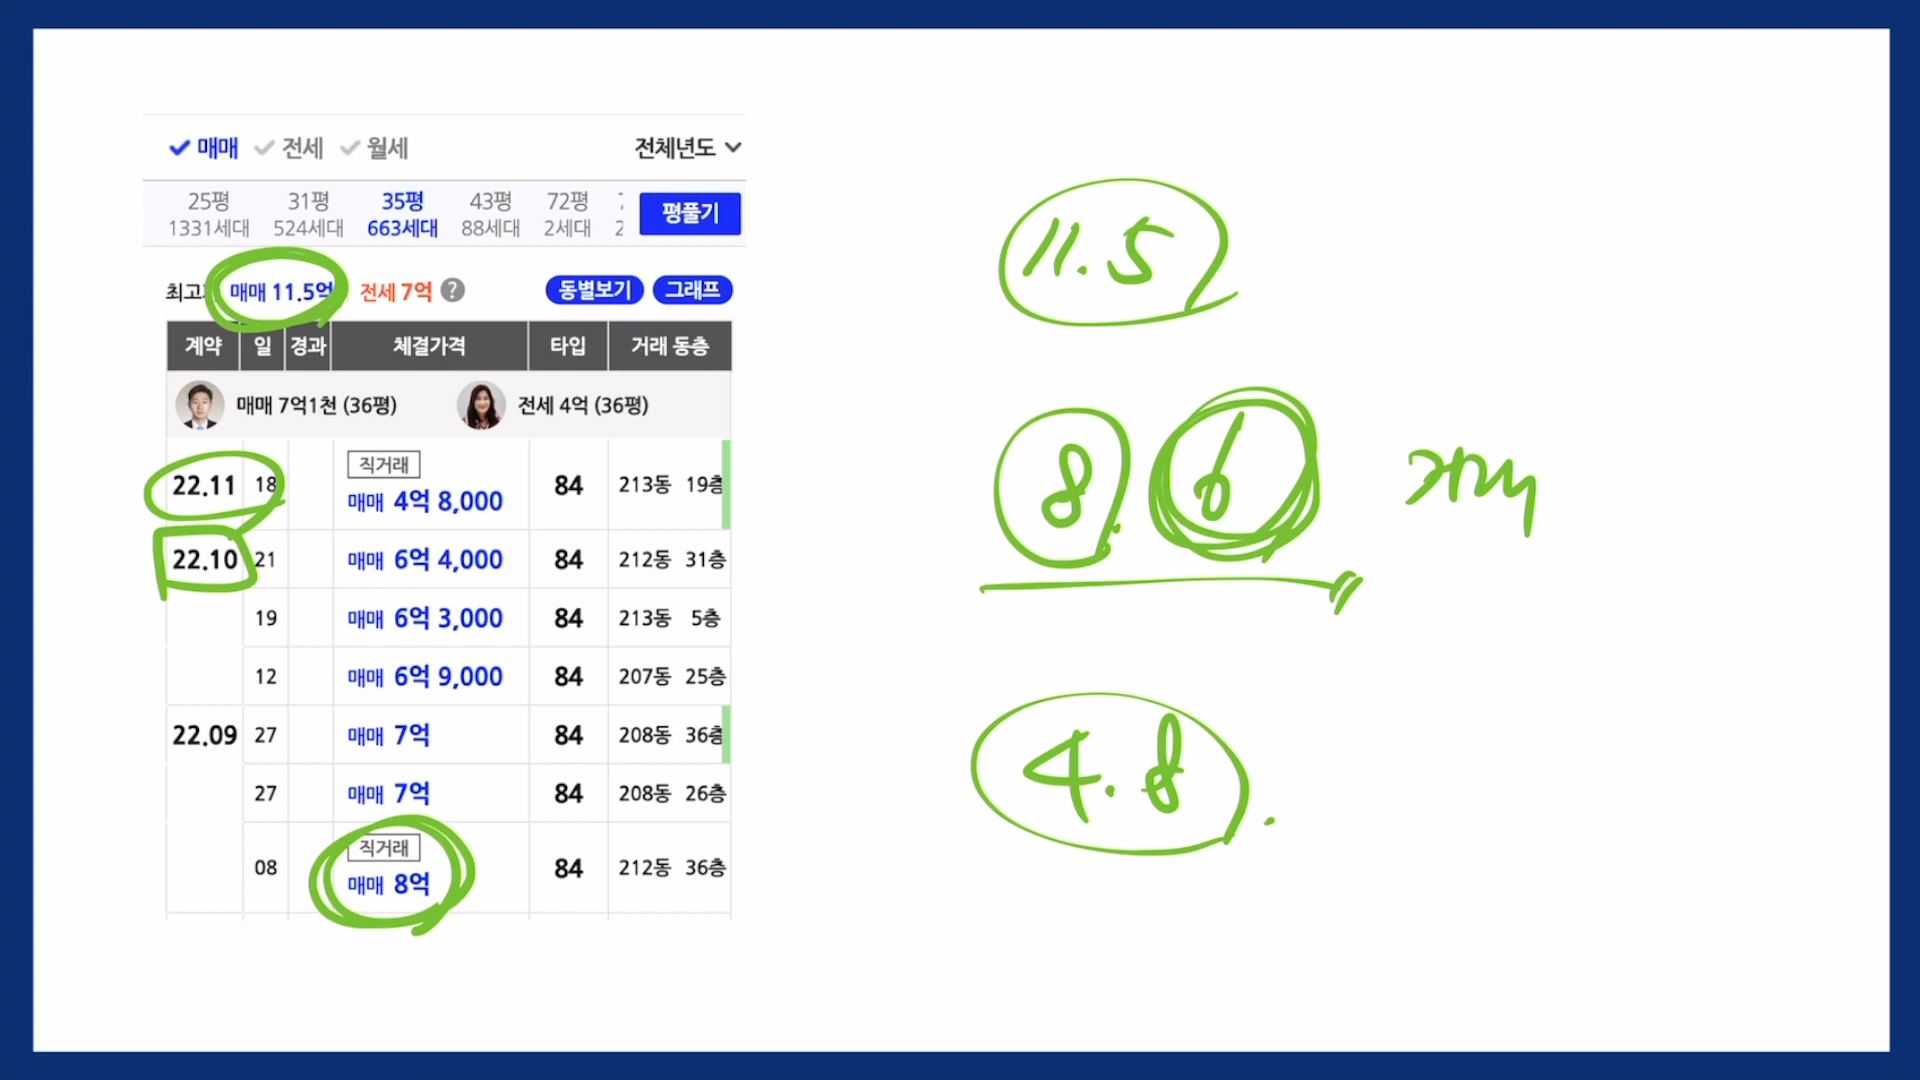 매매 전세 월세 전체년도
25평 31평 35평 43평 72평
1331세대 524세대 663세대 88세대 2세대 2
평풀기
매매 11.5억 전세 7억 ? 동별보기 그래프
계약 일 경과 체결가격 타입 거래 동층
매매 7억1천 (36평) 전세 4억 (36평)
직거래
22.11 18 매매 4억 8,000 84 213동 19층
22.10 21 매매 6억 4,000 84 212동 31층
19 매매 6억 3,000 84 213동 5층
12 매매 6억 9,000 84 207동 25층
22.09 27 매매 7억 84 208동 36층
27 매매 7억 84 208동 26층
직거래
08 매매 8억 84 212동 36층
11.5
8. 6
4.8.